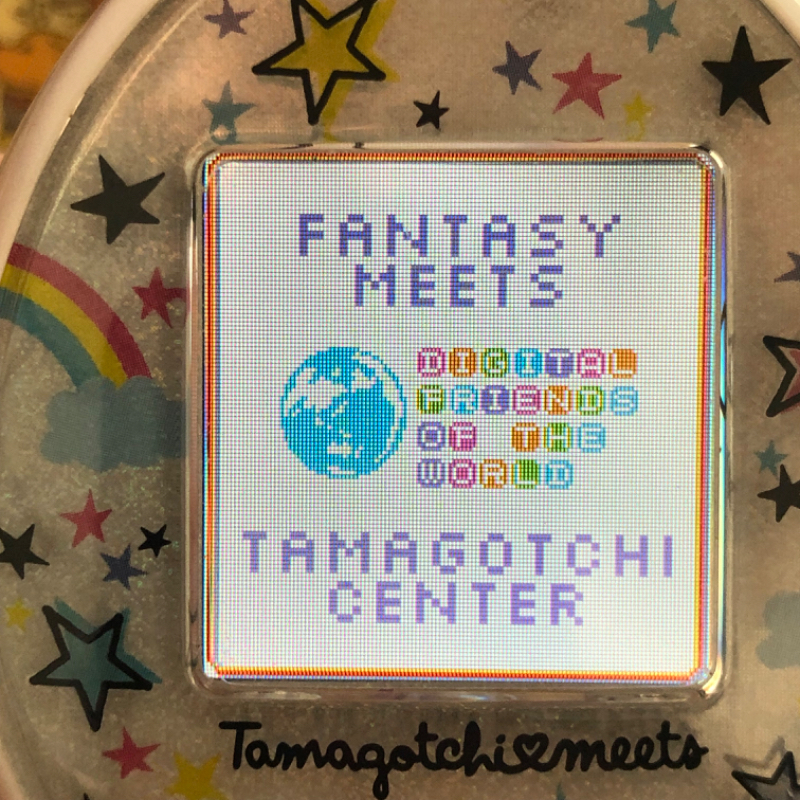 FANTASY
MEETS
DIGITAL
FRIENDS
OF THE
WORLD
TAMAGOTCHI
CENTER
Tamagotchi♡meets